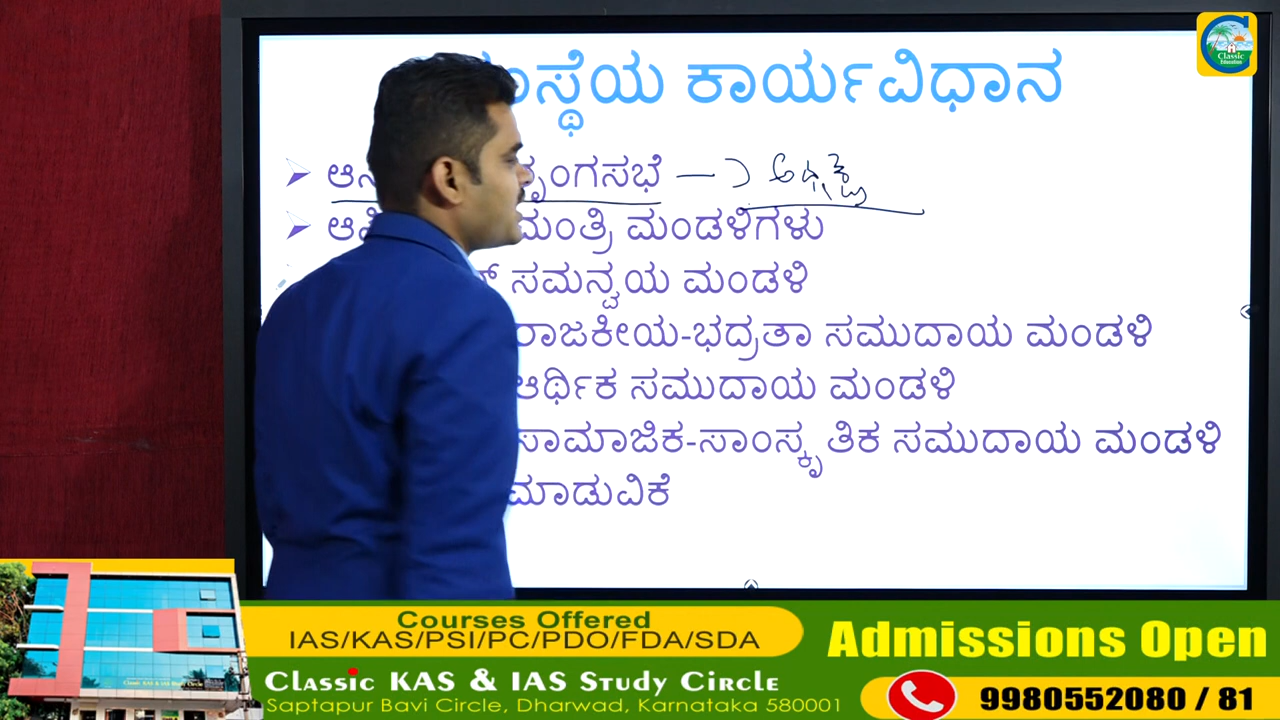 ಸಂಸ್ಥೆಯ ಕಾರ್ಯವಿಧಾನ
ಶೃಂಗಸಭೆ
ಮಂತ್ರಿ ಮಂಡಳಿಗಳು
ಸಮನ್ವಯ ಮಂಡಳಿ
ರಾಜಕೀಯ-ಭದ್ರತಾ ಸಮುದಾಯ ಮಂಡಳಿ
ಆರ್ಥಿಕ ಸಮುದಾಯ ಮಂಡಳಿ
ಸಾಮಾಜಿಕ-ಸಾಂಸ್ಕೃತಿಕ ಸಮುದಾಯ ಮಂಡಳಿ
ಮಾಡುವಿಕೆ
Classic
Education
Courses Offered
IAS/KAS/PSI/PC/PDO/FDA/SDA
Admissions Open
Classic KAS & IAS Study Circle
Saptapur Bavi Circle, Dharwad, Karnataka 580001
9980552080 / 81